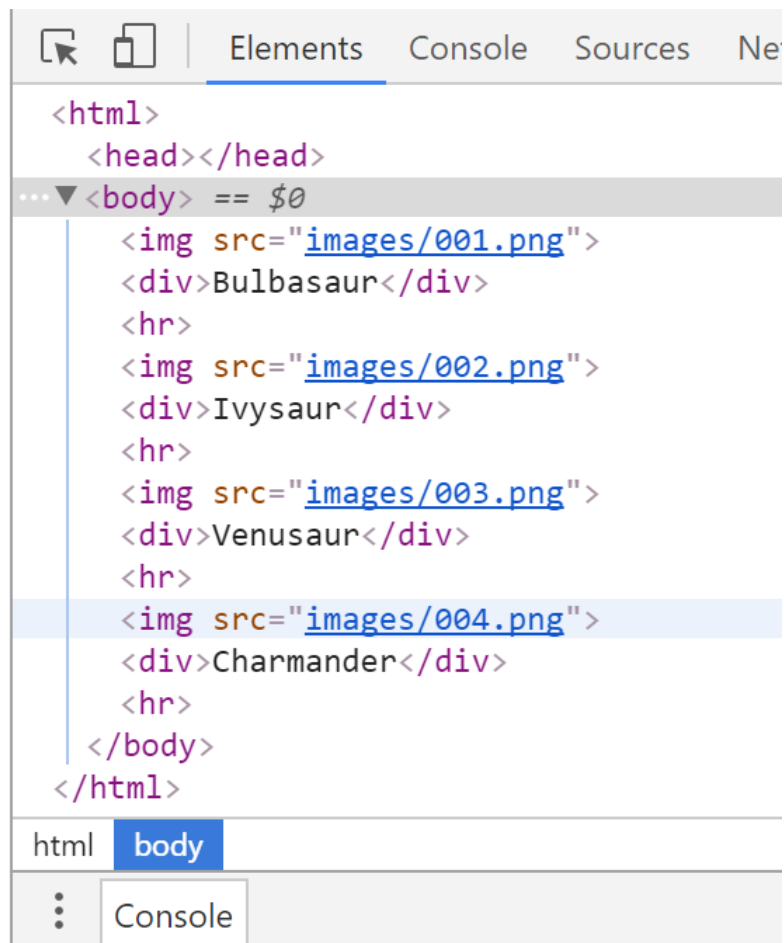 Elements Console Sources Ne
<html>
<head></head>
··· ▼ <body> == $0
<img src="images/001.png">
<div>Bulbasaur</div>
<hr>
<img src="images/002.png">
<div>Ivysaur</div>
<hr>
<img src="images/003.png">
<div>Venusaur</div>
<hr>
<img src="images/004.png">
<div>Charmander</div>
<hr>
</body>
</html>
html body
Console